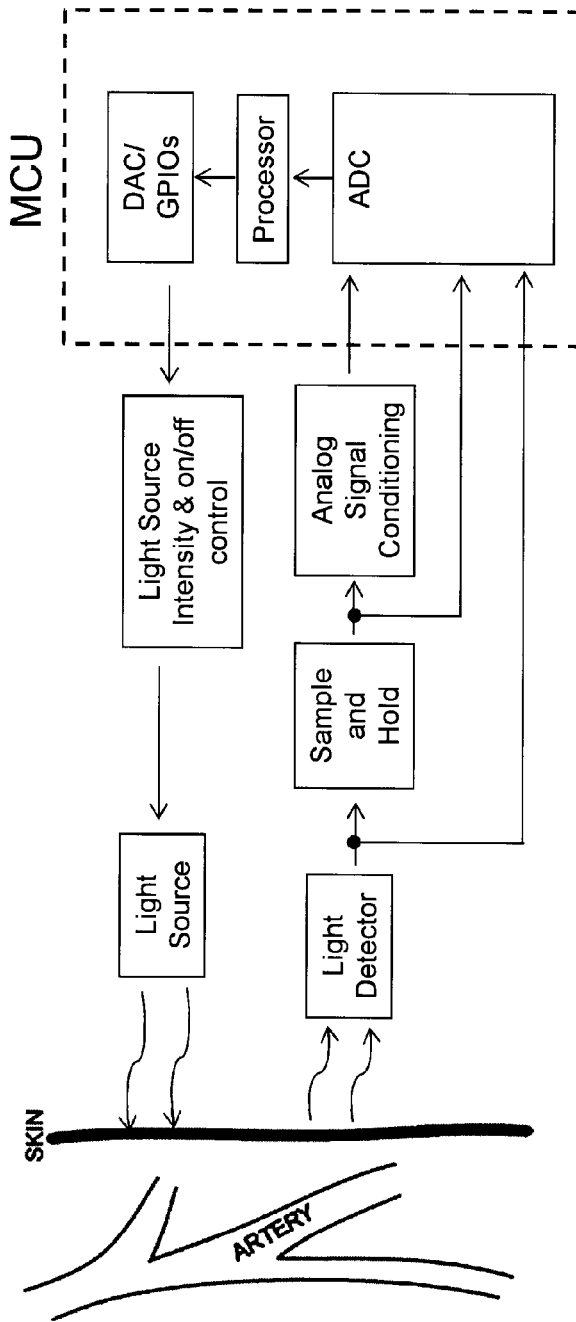 MCU
DAC/
GPIOs
Processor
ADC
Light Source
Intensity & on/off
control
Analog
Signal
Conditioning
Sample
and
Hold
Light
Source
Light
Detector
SKIN
ARTERY